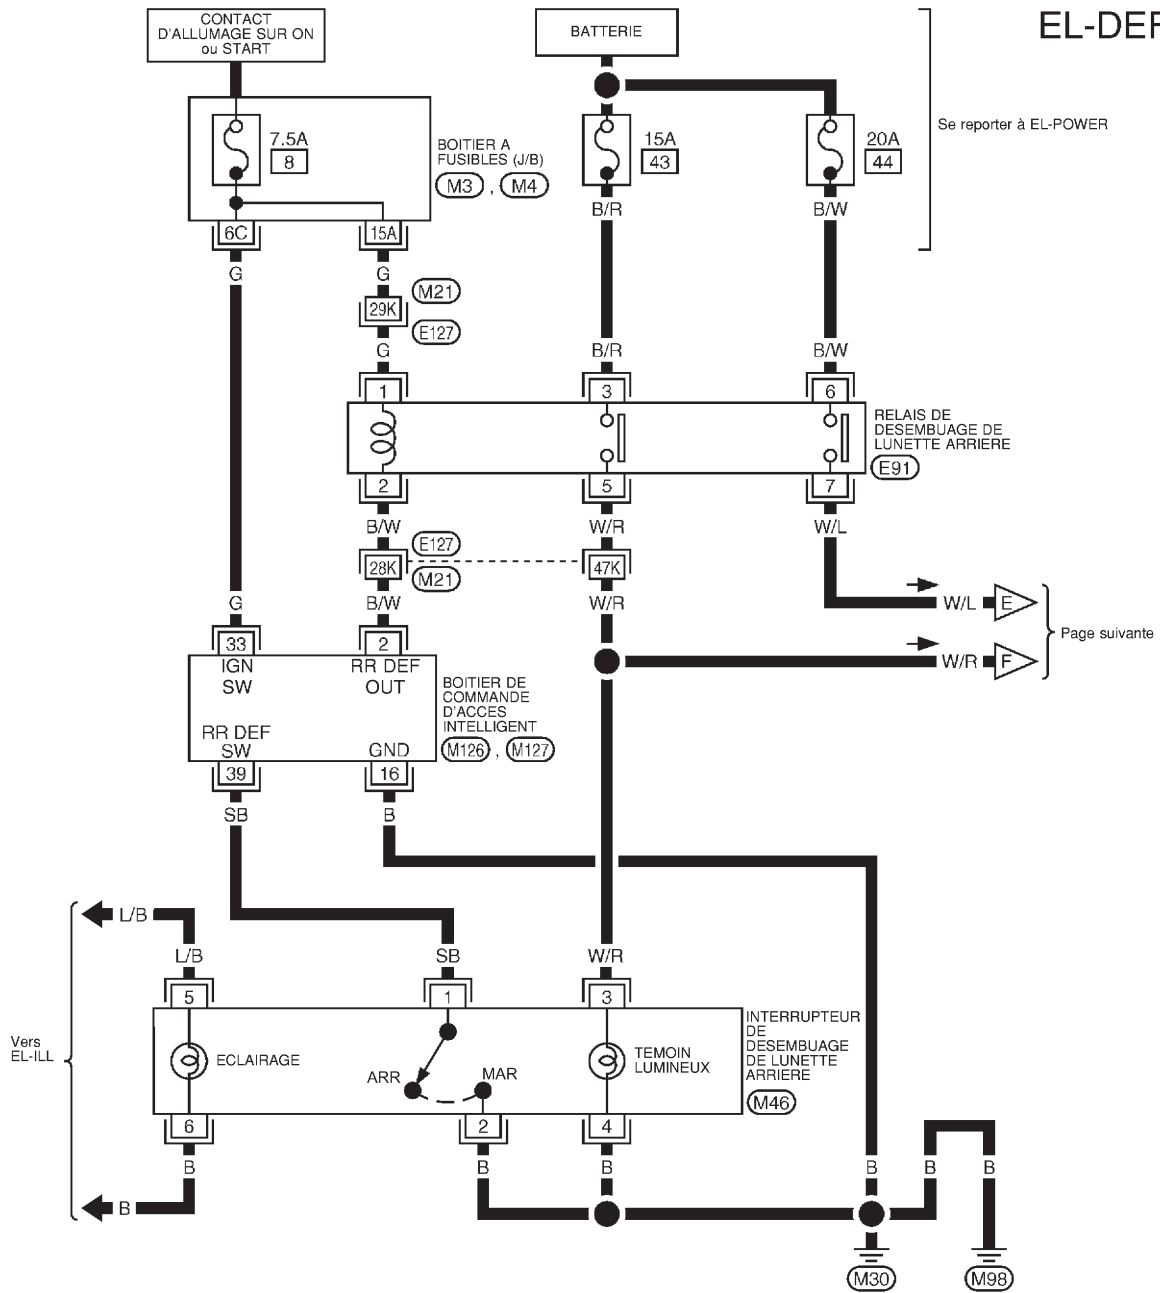 CONTACT
D'ALLUMAGE SUR ON
ou START
BATTERIE
EL-DEF
7.5A
8
BOITIER A
FUSIBLES (J/B)
M3 , M4
15A
43
20A
44
Se reporter à EL-POWER
6C
15A
B/R
B/W
G
G
29K
M21
E127
G
B/R
B/W
1
3
6
RELAIS DE
DESEMBUAGE DE
LUNETTE ARRIERE
E91
2
5
7
B/W
W/R
W/L
E127
28K
M21
47K
G
B/W
W/R
W/L
E
Page suivante
W/R
F
33
2
IGN
SW
RR DEF
OUT
RR DEF
SW
GND
BOITIER DE
COMMANDE
D'ACCES
INTELLIGENT
M126 , M127
39
16
SB
B
L/B
L/B
SB
W/R
5
1
3
Vers
EL-ILL
ECLAIRAGE
ARR
MAR
TEMOIN
LUMINEUX
INTERRUPTEUR
DE
DESEMBUAGE
DE LUNETTE
ARRIERE
M46
6
2
4
B
B
B
B
B
B
B
M30
M98